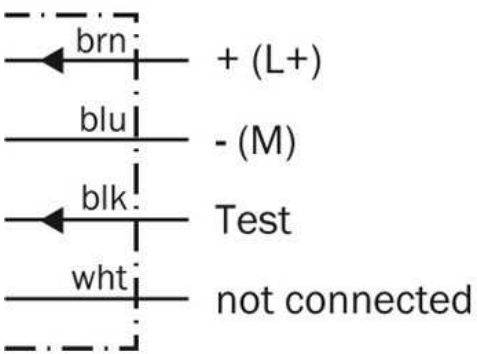 brn + (L+)
blu - (M)
blk Test
wht not connected